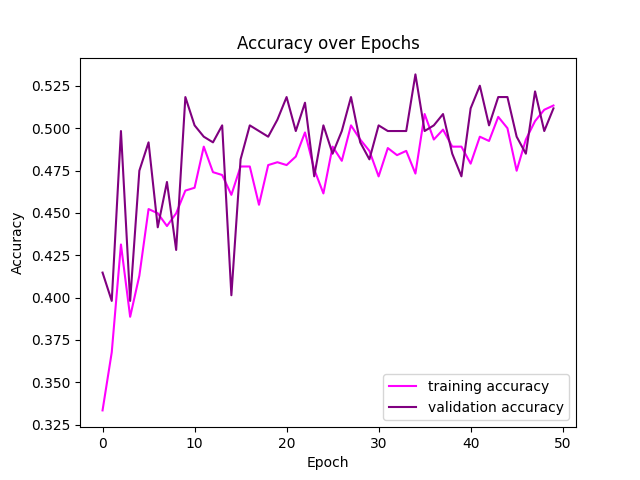 Accuracy over Epochs
Accuracy
0.525
0.500
0.475
0.450
0.425
0.400
0.375
0.350
0.325
training accuracy
validation accuracy
0 10 20 30 40 50
Epoch